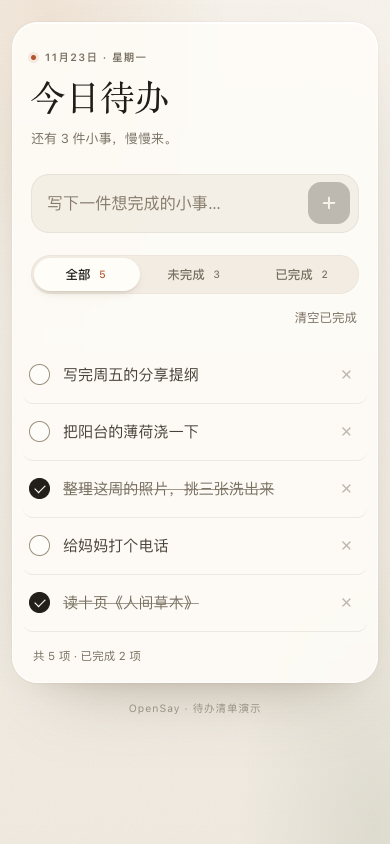 11月23日 · 星期一
今日待办
还有 3 件小事，慢慢来。
写下一件想完成的小事…
+
全部 5 未完成 3 已完成 2
清空已完成
写完周五的分享提纲 ×
把阳台的薄荷浇一下 ×
整理这周的照片，挑三张洗出来 ×
给妈妈打个电话 ×
读十页《人间草木》 ×
共 5 项 · 已完成 2 项
OpenSay · 待办清单演示